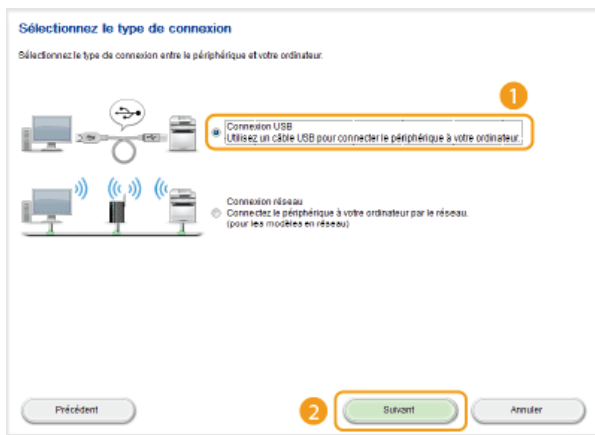 Sélectionnez le type de connexion
Sélectionnez le type de connexion entre le périphérique et votre ordinateur.
1
Connexion USB
Utilisez un câble USB pour connecter le périphérique à votre ordinateur.
Connexion réseau
Connectez le périphérique à votre ordinateur par le réseau.
(pour les modèles en réseau)
Précédent
2
Suivant
Annuler